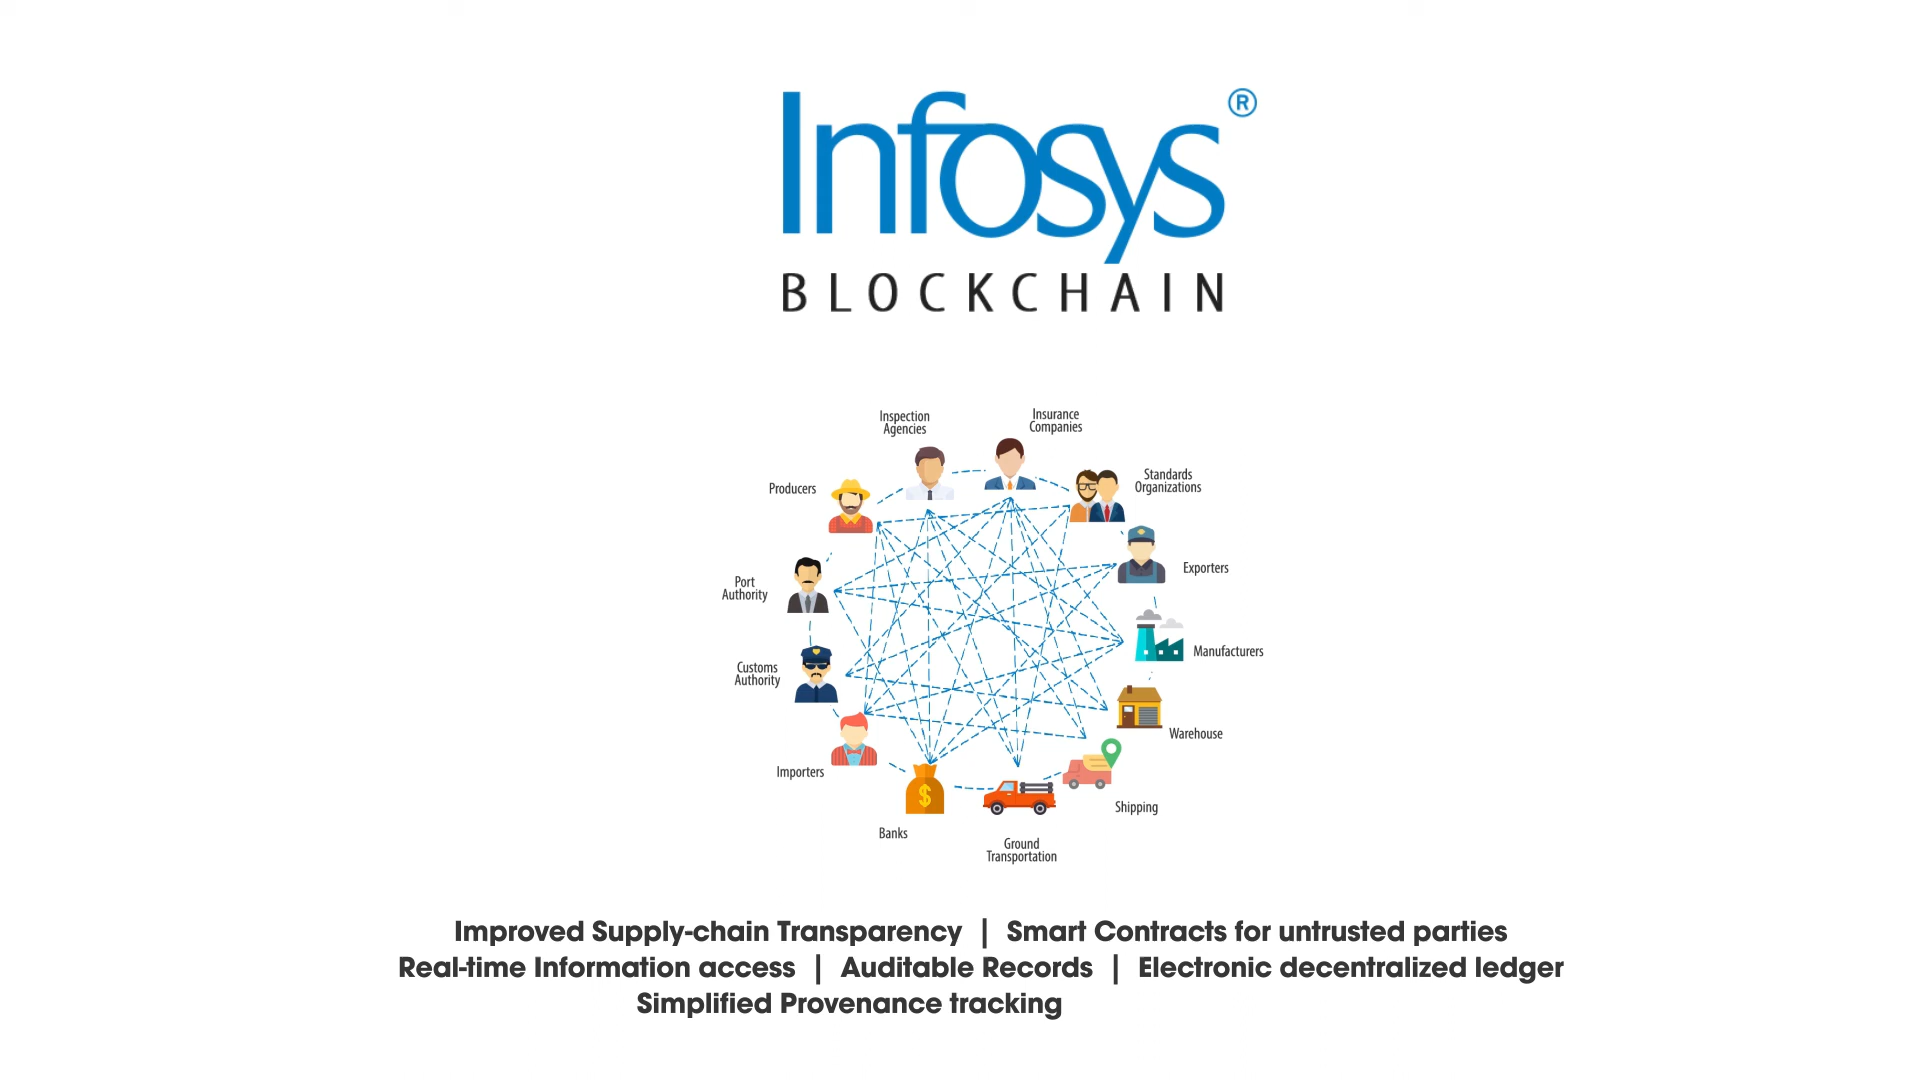 Infosys®
BLOCKCHAIN
Inspection
Agencies
Insurance
Companies
Producers
Standards
Organizations
Exporters
Port
Authority
Manufacturers
Customs
Authority
Warehouse
Importers
Shipping
$
Banks
Ground
Transportation
Improved Supply-chain Transparency | Smart Contracts for untrusted parties
Real-time Information access | Auditable Records | Electronic decentralized ledger
Simplified Provenance tracking